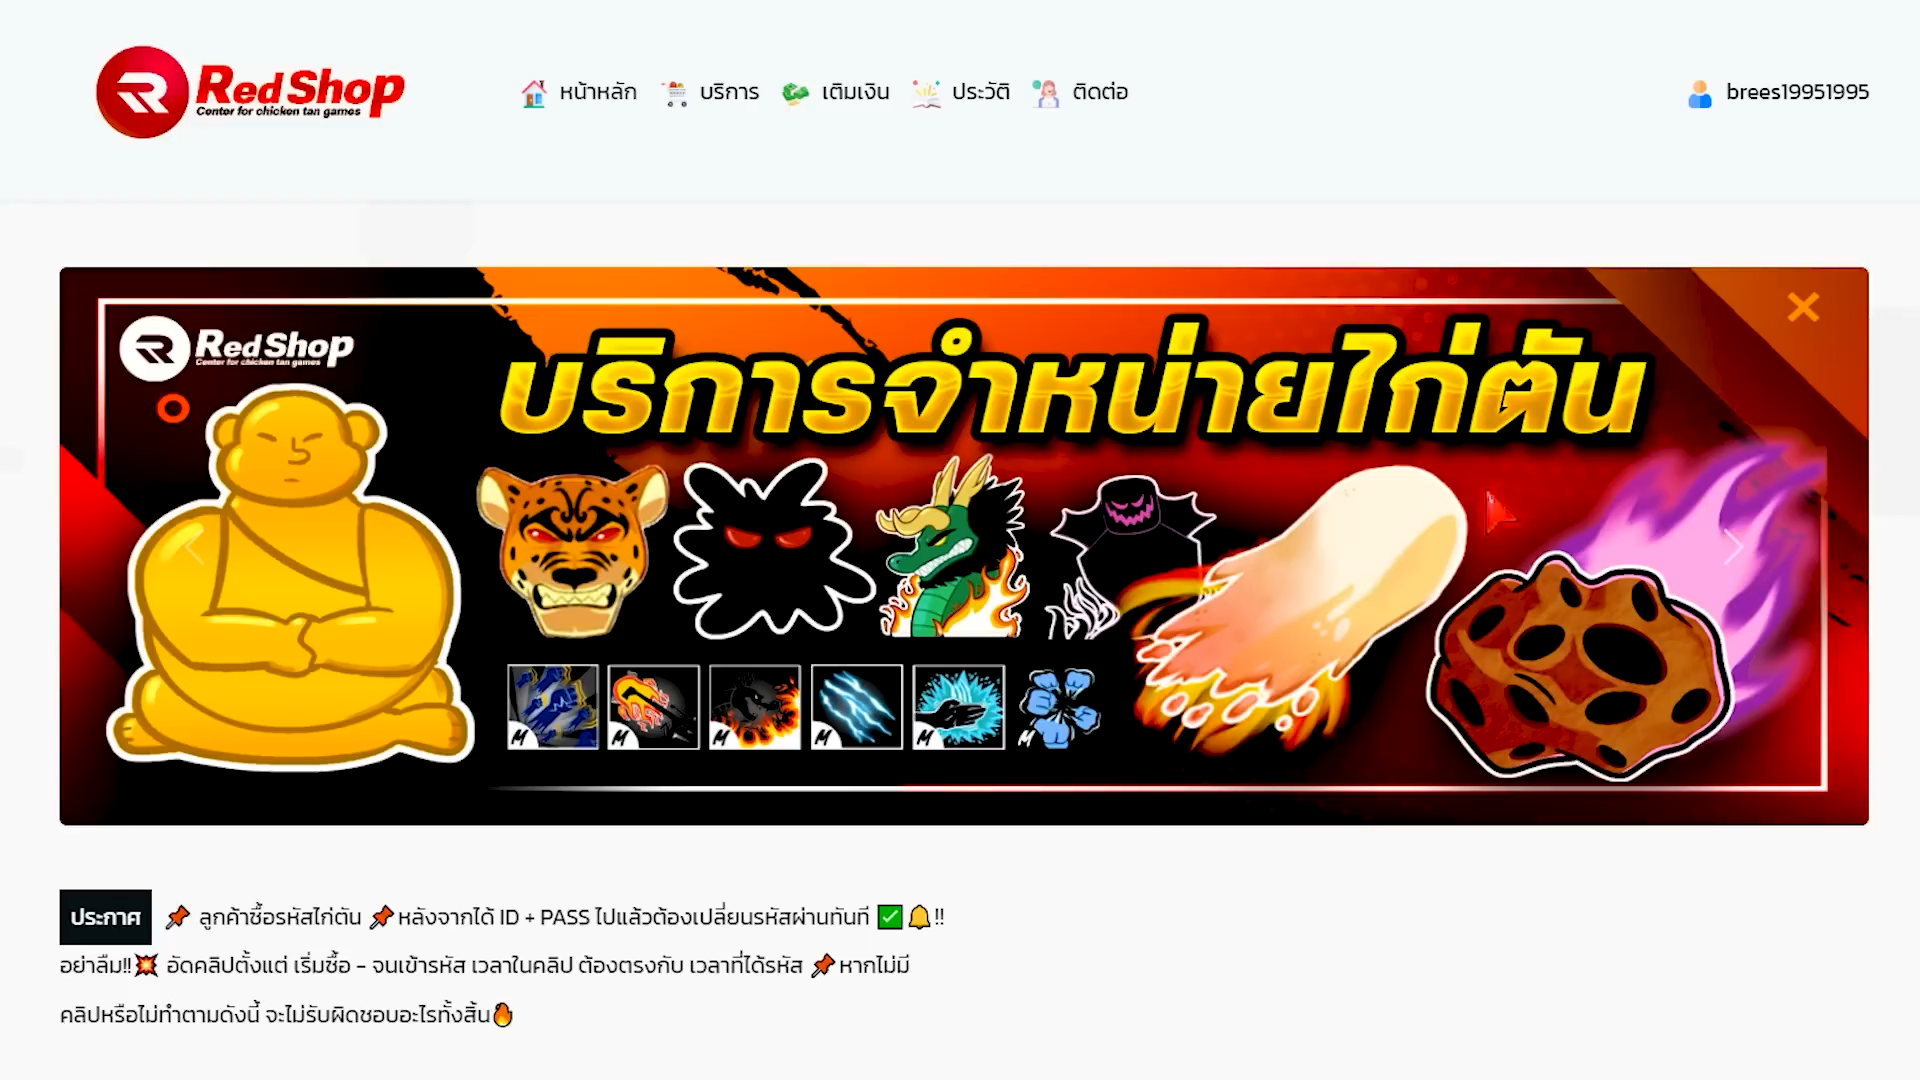 Red Shop
Center for chicken tan games
หน้าหลัก
บริการ
เติมเงิน
ประวัติ
ติดต่อ
brees19951995
Red Shop
Center for chicken tan games
บริการจำหน่ายไก่ตัน
M M M M M M
ประกาศ 📌 ลูกค้าซื้อรหัสไก่ตัน 📌หลังจากได้ ID + PASS ไปแล้วต้องเปลี่ยนรหัสผ่านทันที ✅🔔!!
อย่าลืม!!💥 อัดคลิปตั้งแต่ เริ่มซื้อ - จนเข้ารหัส เวลาในคลิป ต้องตรงกับ เวลาที่ได้รหัส 📌หากไม่มี
คลิปหรือไม่ทำตามดังนี้ จะไม่รับผิดชอบอะไรทั้งสิ้น🔥